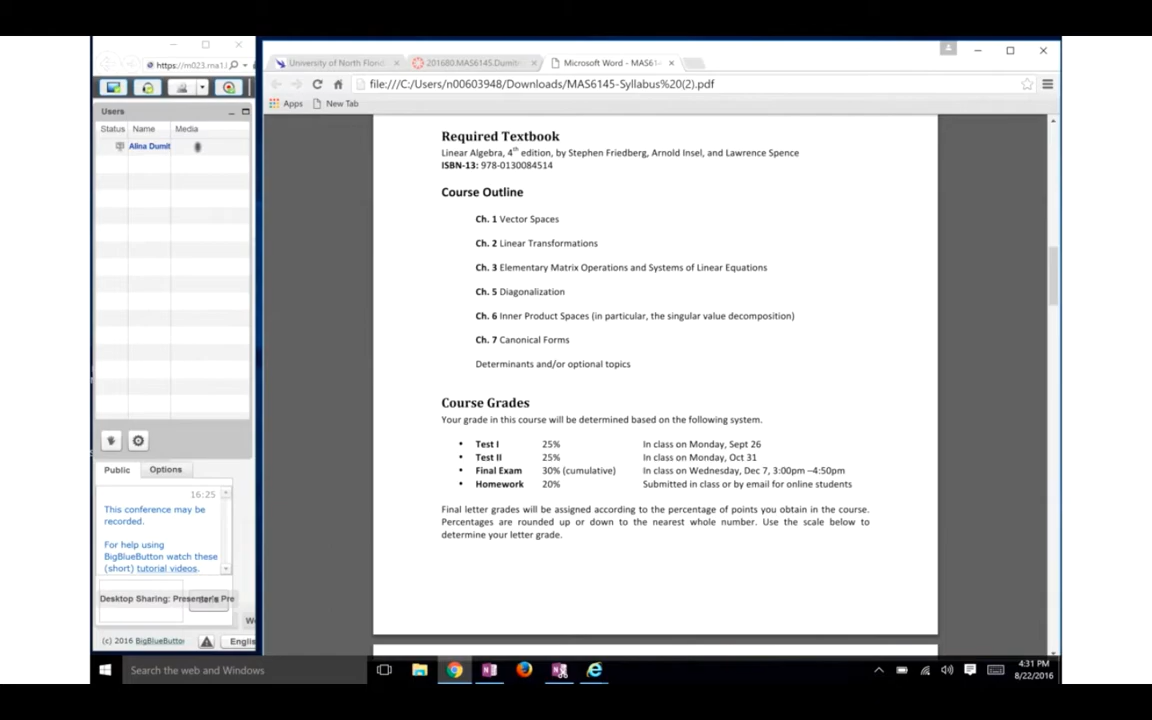 https://m023.ma1.l
Users
Status Name Media
Alina Dumit
Public Options
16:25
This conference may be
recorded.
For help using
BigBlueButton watch these
(short) tutorial videos.
Desktop Sharing: Presenter's Pre
(c) 2016 BigBlueButto
Englis
University of North Florid
201680.MAS6145.Dumit
Microsoft Word - MAS61
file:///C:/Users/n00603948/Downloads/MAS6145-Syllabus%20(2).pdf
Apps New Tab
Required Textbook
Linear Algebra, 4th edition, by Stephen Friedberg, Arnold Insel, and Lawrence Spence
ISBN-13: 978-0130084514
Course Outline
Ch. 1 Vector Spaces
Ch. 2 Linear Transformations
Ch. 3 Elementary Matrix Operations and Systems of Linear Equations
Ch. 5 Diagonalization
Ch. 6 Inner Product Spaces (in particular, the singular value decomposition)
Ch. 7 Canonical Forms
Determinants and/or optional topics
Course Grades
Your grade in this course will be determined based on the following system.
• Test I 25% In class on Monday, Sept 26
• Test II 25% In class on Monday, Oct 31
• Final Exam 30% (cumulative) In class on Wednesday, Dec 7, 3:00pm –4:50pm
• Homework 20% Submitted in class or by email for online students
Final letter grades will be assigned according to the percentage of points you obtain in the course.
Percentages are rounded up or down to the nearest whole number. Use the scale below to
determine your letter grade.
Search the web and Windows
4:31 PM
8/22/2016